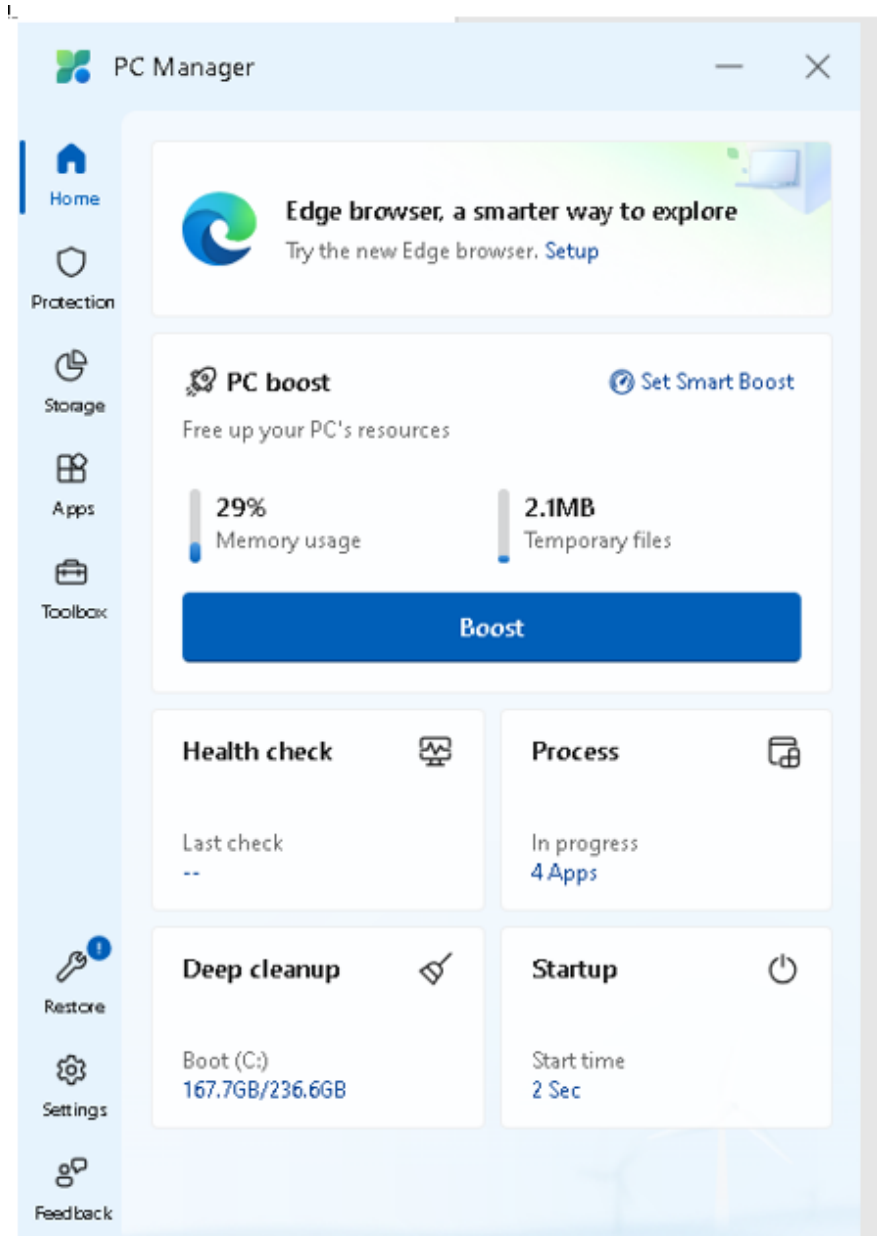 PC Manager
Home
Protection
Storage
Apps
Toolbox
Restore
Settings
Feedback
Edge browser, a smarter way to explore
Try the new Edge browser. Setup
PC boost
Set Smart Boost
Free up your PC's resources
29%
Memory usage
2.1MB
Temporary files
Boost
Health check
Last check
--
Process
In progress
4 Apps
Deep cleanup
Boot (C:)
167.7GB/236.6GB
Startup
Start time
2 Sec